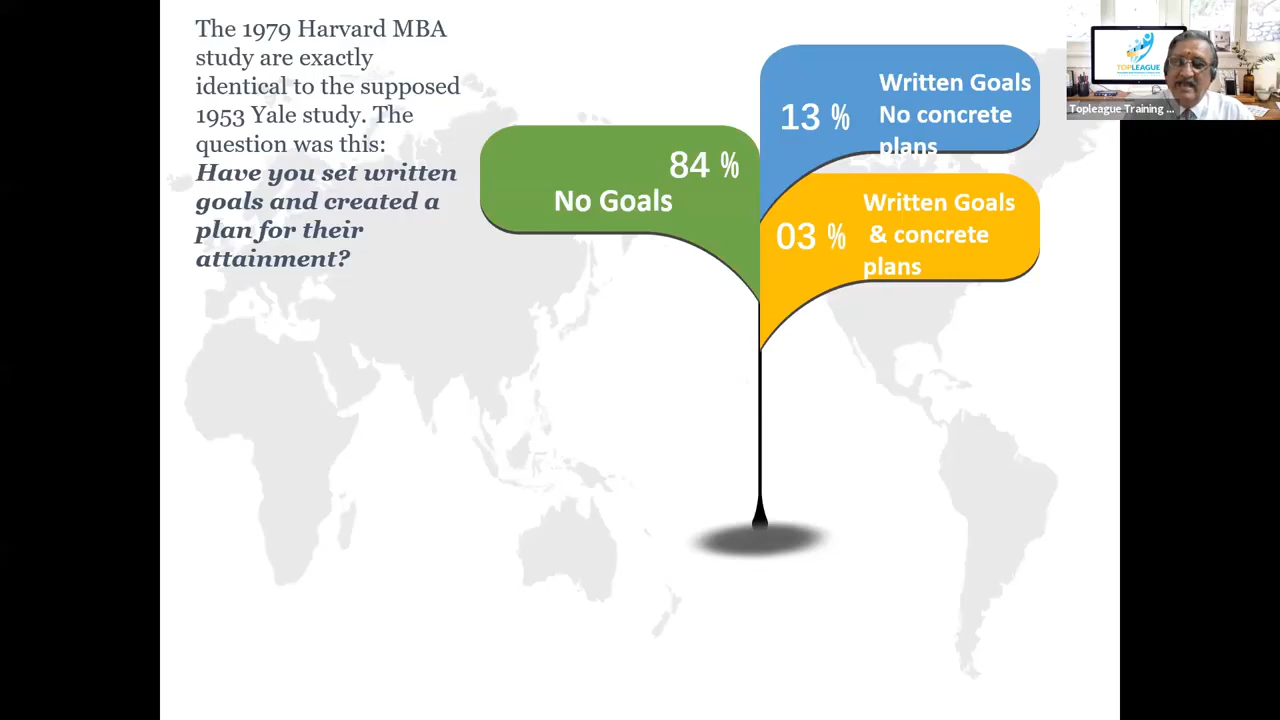 The 1979 Harvard MBA
study are exactly
identical to the supposed
1953 Yale study. The
question was this:
Have you set written
goals and created a
plan for their
attainment?
84 %
No Goals
13 %
Written Goals
No concrete
plans
03 %
Written Goals
& concrete
plans
TOPLEAGUE
Topleague Training ...